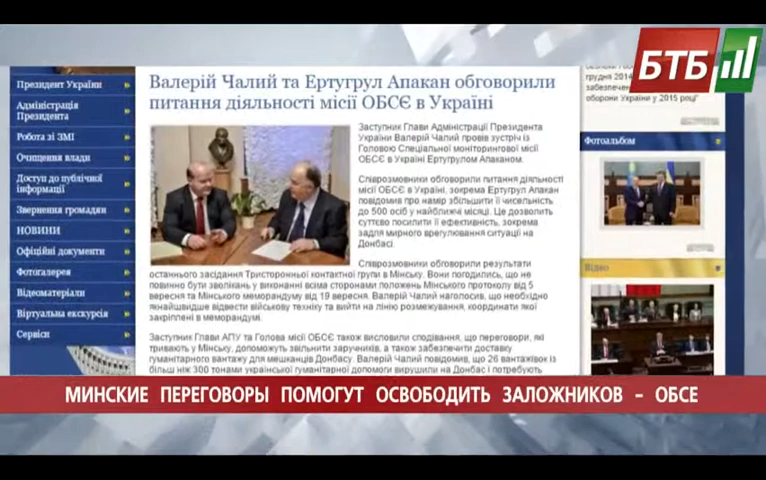 БТБ
Президент України
Адміністрація
Президента
Робота зі ЗМІ
Очищення влади
Доступ до публічної
інформації
Звернення громадян
НОВИНИ
Офіційні документи
Фотогалерея
Відеоматеріали
Віртуальна екскурсія
Сервіси
Валерій Чалий та Ертугрул Апакан обговорили
питання діяльності місії ОБСЄ в Україні
Заступник Глави Адміністрації Президента
України Валерій Чалий провів зустріч із
Головою Спеціальної моніторингової місії
ОБСЄ в Україні Ертугрулом Апаканом.
Співрозмовники обговорили питання діяльності
місії ОБСЄ в Україні, зокрема Ертугрул Апакан
повідомив про намір збільшити її чисельність
до 500 осіб у найближчі місяці. Це дозволить
суттєво посилити її ефективність, зокрема
задля мирного врегулювання ситуації на
Донбасі.
Співрозмовники обговорили результати
останнього засідання Тристоронньої контактної групи в Мінську. Вони погодились, що не
повинно бути зволікань у виконанні всіма сторонами положень Мінського протоколу від 5
вересня та Мінського меморандуму від 19 вересня. Валерій Чалий наголосив, що необхідно
якнайшвидше відвести військову техніку та вийти на лінію розмежування, координати якої
закріплені в меморандумі.
Заступник Глави АПУ та Голова місії ОБСЄ також висловили сподівання, що переговори, які
тривають у Мінську, допоможуть звільнити заручників, а також забезпечити доставку
гуманітарного вантажу для мешканців Донбасу. Валерій Чалий повідомив, що 26 вантажівок із
більш ніж 300 тонами української гуманітарної допомоги вирушили на Донбас і потребують
грудня 2014
забезпечен
оборони України у 2015 році"
Фотоальбом
Відео
МИНСКИЕ ПЕРЕГОВОРЫ ПОМОГУТ ОСВОБОДИТЬ ЗАЛОЖНИКОВ - ОБСЕ